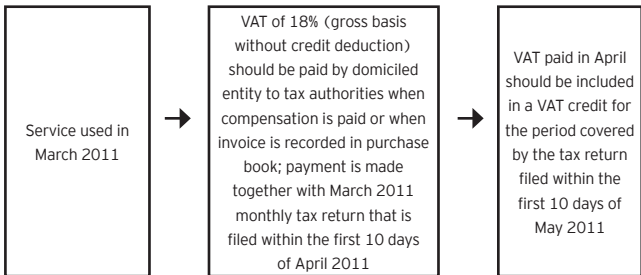 Service used in
March 2011
VAT of 18% (gross basis
without credit deduction)
should be paid by domiciled
entity to tax authorities when
compensation is paid or when
invoice is recorded in purchase
book; payment is made
together with March 2011
monthly tax return that is
filed within the first 10 days
of April 2011
VAT paid in April
should be included
in a VAT credit for
the period covered
by the tax return
filed within the
first 10 days of
May 2011